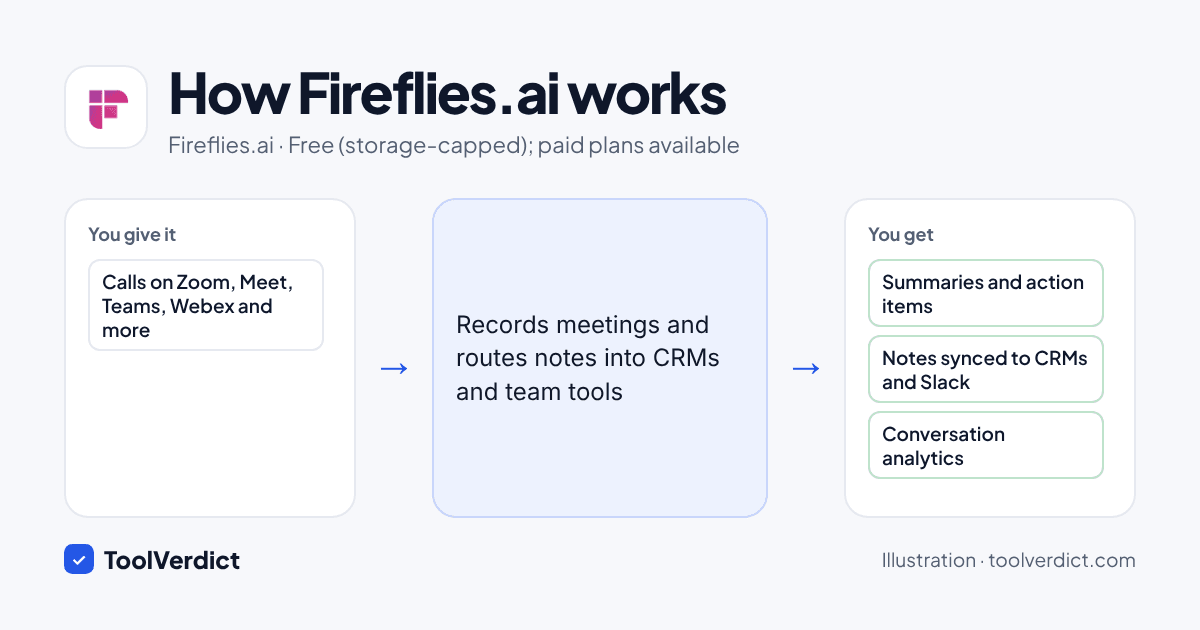 How Fireflies.ai works
Fireflies.ai · Free (storage-capped); paid plans available
You give it
Calls on Zoom, Meet,
Teams, Webex and
more
→
Records meetings and
routes notes into CRMs
and team tools
→
You get
Summaries and action
items
Notes synced to CRMs
and Slack
Conversation
analytics
ToolVerdict
Illustration · toolverdict.com